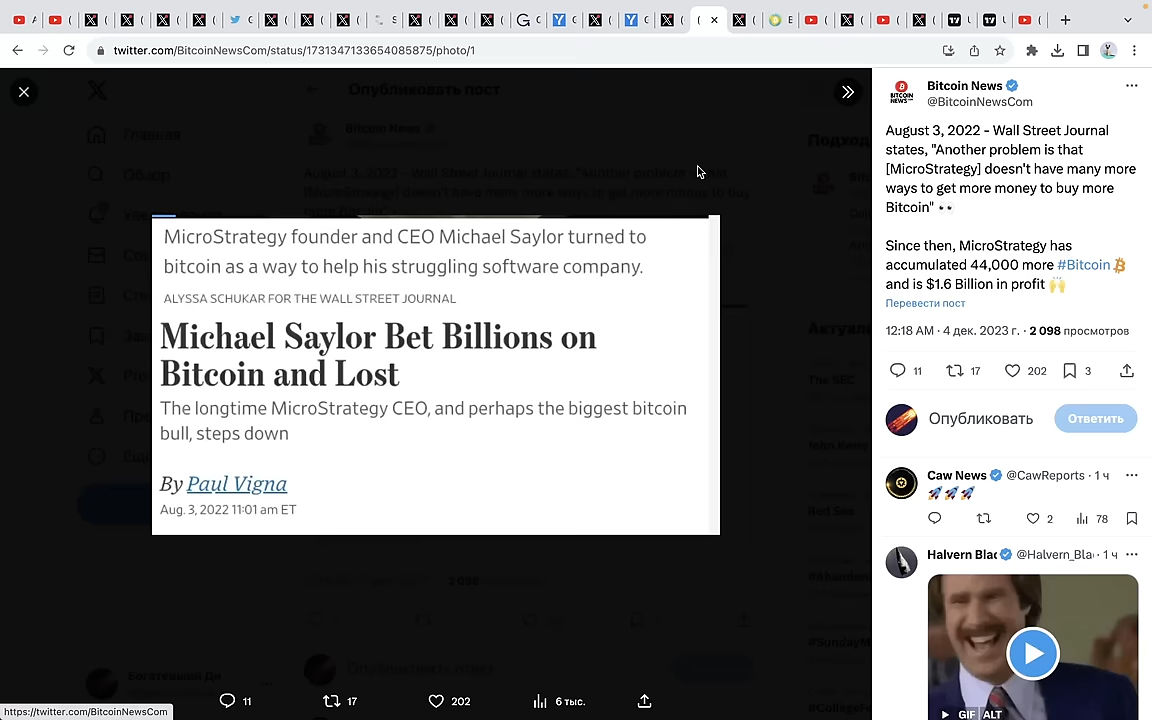 twitter.com/BitcoinNewsCom/status/1731347133654085875/photo/1
Опубликовать пост
Bitcoin News
Главная
Обзор
MicroStrategy founder and CEO Michael Saylor turned to
bitcoin as a way to help his struggling software company.
ALYSSA SCHUKAR FOR THE WALL STREET JOURNAL
Michael Saylor Bet Billions on
Bitcoin and Lost
The longtime MicroStrategy CEO, and perhaps the biggest bitcoin
bull, steps down
By Paul Vigna
Aug. 3, 2022 11:01 am ET
11
17
202
6 тыс.
https://twitter.com/BitcoinNewsCom
Bitcoin News
@BitcoinNewsCom
August 3, 2022 - Wall Street Journal
states, "Another problem is that
[MicroStrategy] doesn't have many more
ways to get more money to buy more
Bitcoin" 👀
Since then, MicroStrategy has
accumulated 44,000 more #Bitcoin
and is $1.6 Billion in profit 🙌
Перевести пост
12:18 AM · 4 дек. 2023 г. · 2 098 просмотров
11
17
202
3
Опубликовать
Ответить
Caw News @CawReports · 1 ч
🚀🚀🚀
2
78
Halvern Blac @Halvern_Bla · 1 ч
GIF ALT